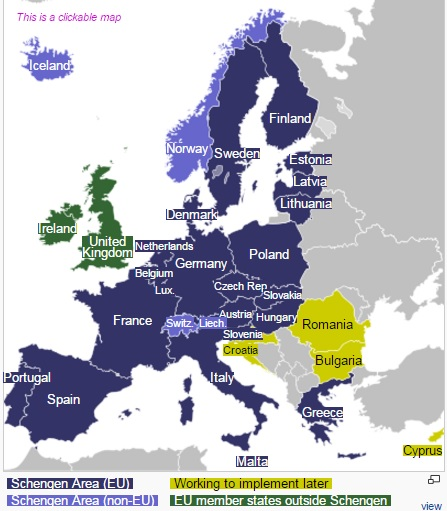 This is a clickable map
Iceland
Finland
Norway
Sweden
Estonia
Latvia
Lithuania
Denmark
Ireland
United
Kingdom
Netherlands
Belgium
Germany
Poland
Lux.
Czech Rep.
Slovakia
France
Switz.
Liech.
Austria
Hungary
Slovenia
Romania
Croatia
Bulgaria
Portugal
Spain
Italy
Greece
Cyprus
Malta
Schengen Area (EU)
Working to implement later
Schengen Area (non-EU)
EU member states outside Schengen
view